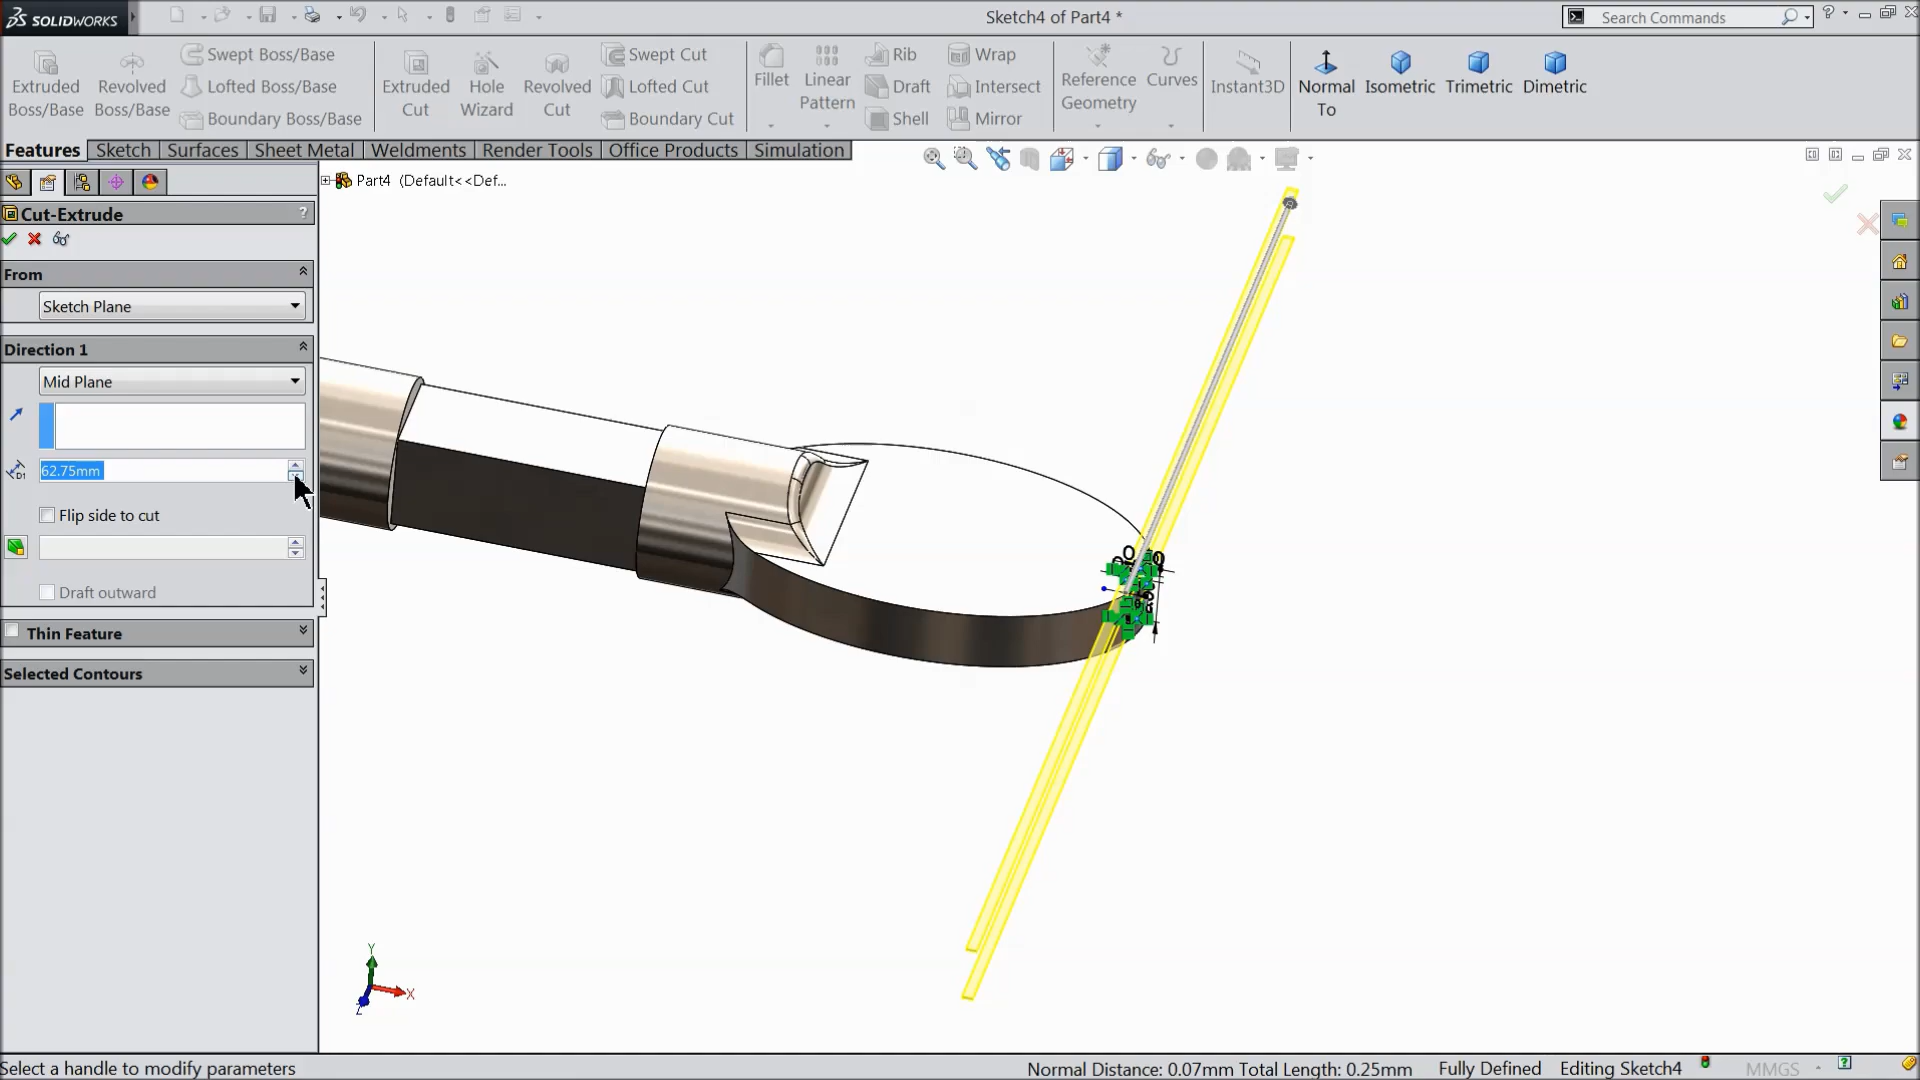 SOLIDWORKS
Sketch4 of Part4 *
Search Commands
Extruded Boss/Base
Revolved Boss/Base
Swept Boss/Base
Lofted Boss/Base
Boundary Boss/Base
Extruded Cut
Hole Wizard
Revolved Cut
Swept Cut
Lofted Cut
Boundary Cut
Fillet
Linear Pattern
Rib
Draft
Shell
Wrap
Intersect
Mirror
Reference Geometry
Curves
Instant3D
Normal To
Isometric
Trimetric
Dimetric
Features
Sketch
Surfaces
Sheet Metal
Weldments
Render Tools
Office Products
Simulation
Part4 (Default<<Def...
Cut-Extrude
?
From
Sketch Plane
Direction 1
Mid Plane
D1
62.75mm
Flip side to cut
Draft outward
Thin Feature
Selected Contours
Y
X
Z
Select a handle to modify parameters
Normal Distance: 0.07mm Total Length: 0.25mm
Fully Defined
Editing Sketch4
MMGS